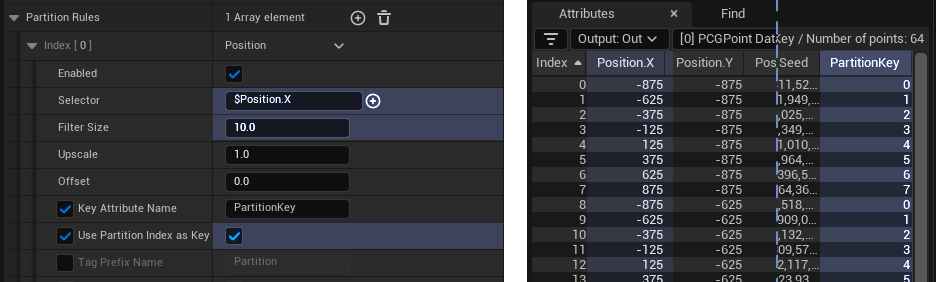 Partition Rules 1 Array element
Index [ 0 ] Position
Enabled
Selector $Position.X
Filter Size 10.0
Upscale 1.0
Offset 0.0
Key Attribute Name PartitionKey
Use Partition Index as Key
Tag Prefix Name Partition
Attributes × Find
Output: Out [0] PCGPoint Dat Key / Number of points: 64
Index Position.X Position.Y Pos Seed PartitionKey
0 -875 -875 11,52... 0
1 -625 -875 1,949,... 1
2 -375 -875 ,025,... 2
3 -125 -875 ,349,... 3
4 125 -875 1,010,... 4
5 375 -875 ,964,... 5
6 625 -875 396,5... 6
7 875 -875 64,36... 7
8 -875 -625 ,518,... 0
9 -625 -625 909,0... 1
10 -375 -625 ,132,... 2
11 -125 -625 09,57... 3
12 125 -625 2,117,... 4
13 375 -625 23,93 5